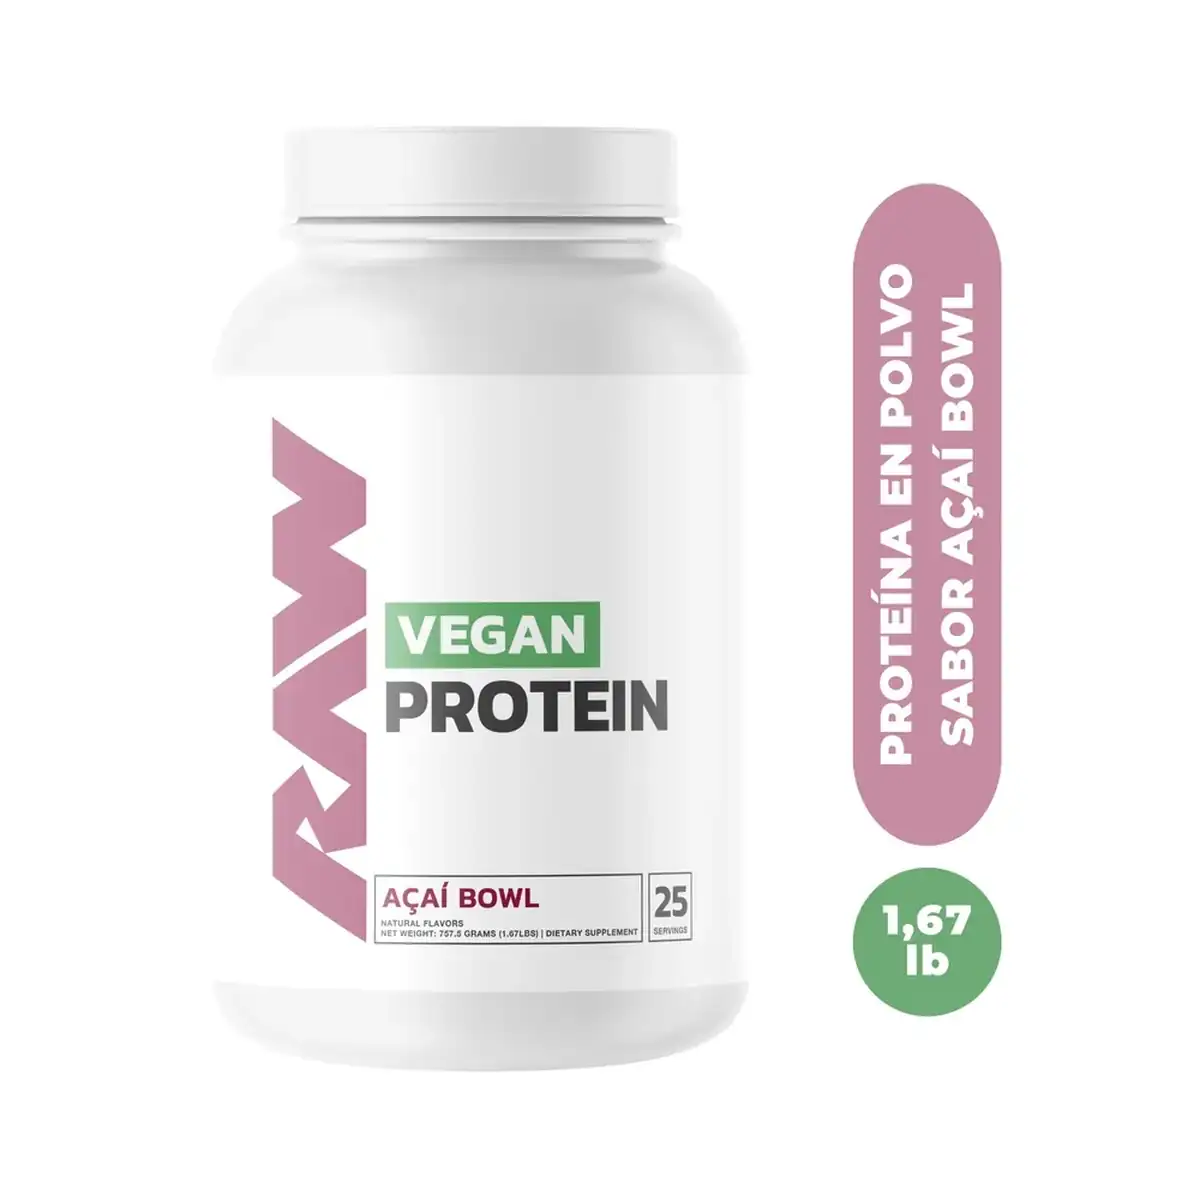 RAW
VEGAN
PROTEIN
AÇAÍ BOWL
NATURAL FLAVORS
NET WEIGHT: 757.5 GRAMS (1.67LBS) | DIETARY SUPPLEMENT
25
SERVINGS
PROTEÍNA EN POLVO
SABOR AÇAÍ BOWL
1,67
lb